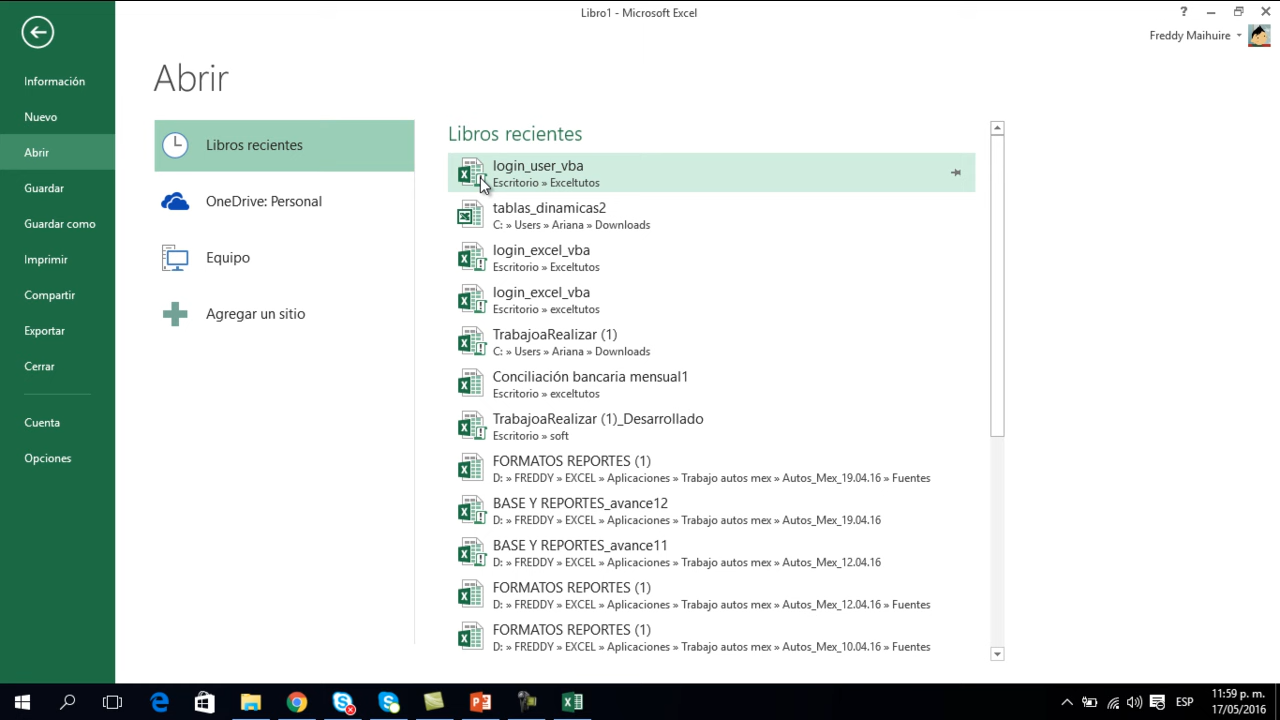 Libro1 - Microsoft Excel
?
Freddy Maihuire
Información
Nuevo
Abrir
Guardar
Guardar como
Imprimir
Compartir
Exportar
Cerrar
Cuenta
Opciones
Abrir
Libros recientes
OneDrive: Personal
Equipo
Agregar un sitio
Libros recientes
login_user_vba
Escritorio » Exceltutos
tablas_dinamicas2
C: » Users » Ariana » Downloads
login_excel_vba
Escritorio » Exceltutos
login_excel_vba
Escritorio » exceltutos
TrabajoaRealizar (1)
C: » Users » Ariana » Downloads
Conciliación bancaria mensual1
Escritorio » exceltutos
TrabajoaRealizar (1)_Desarrollado
Escritorio » soft
FORMATOS REPORTES (1)
D: » FREDDY » EXCEL » Aplicaciones » Trabajo autos mex » Autos_Mex_19.04.16 » Fuentes
BASE Y REPORTES_avance12
D: » FREDDY » EXCEL » Aplicaciones » Trabajo autos mex » Autos_Mex_19.04.16
BASE Y REPORTES_avance11
D: » FREDDY » EXCEL » Aplicaciones » Trabajo autos mex » Autos_Mex_12.04.16
FORMATOS REPORTES (1)
D: » FREDDY » EXCEL » Aplicaciones » Trabajo autos mex » Autos_Mex_12.04.16 » Fuentes
FORMATOS REPORTES (1)
D: » FREDDY » EXCEL » Aplicaciones » Trabajo autos mex » Autos_Mex_10.04.16 » Fuentes
ESP
11:59 p. m.
17/05/2016